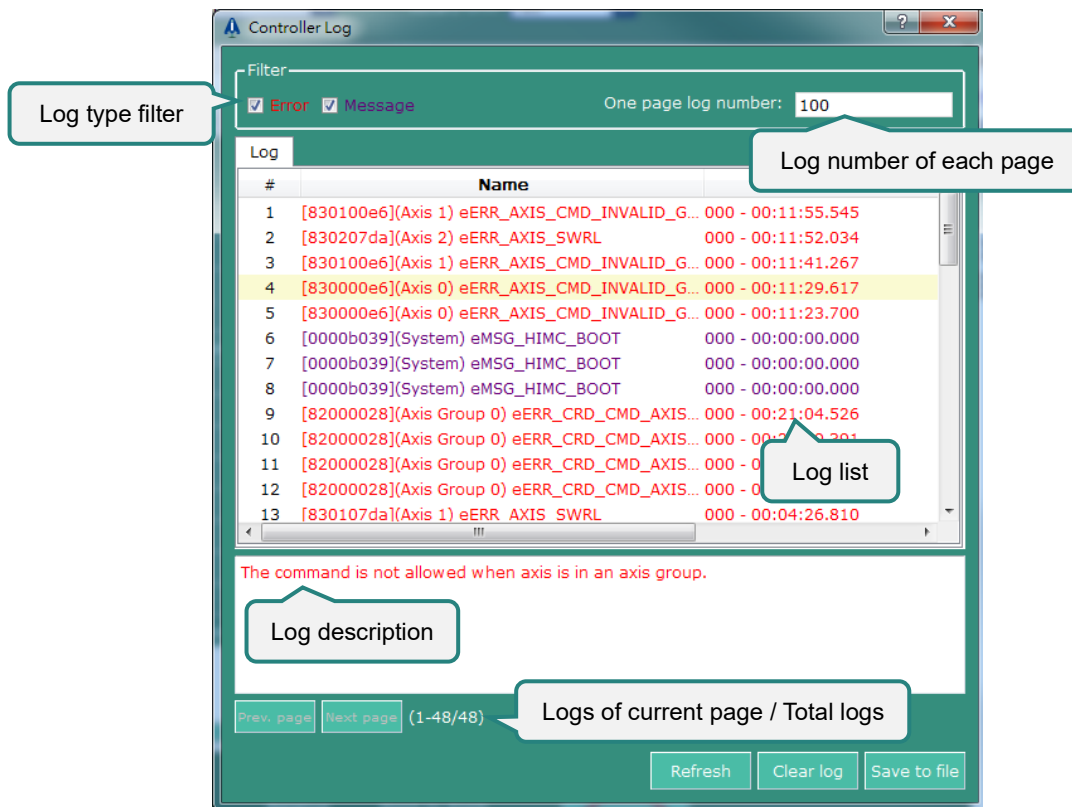 Controller Log
Filter
Error Message One page log number: 100
Log type filter
Log number of each page
Log
# Name
1 [830100e6](Axis 1) eERR_AXIS_CMD_INVALID_G... 000 - 00:11:55.545
2 [830207da](Axis 2) eERR_AXIS_SWRL 000 - 00:11:52.034
3 [830100e6](Axis 1) eERR_AXIS_CMD_INVALID_G... 000 - 00:11:41.267
4 [830000e6](Axis 0) eERR_AXIS_CMD_INVALID_G... 000 - 00:11:29.617
5 [830000e6](Axis 0) eERR_AXIS_CMD_INVALID_G... 000 - 00:11:23.700
6 [0000b039](System) eMSG_HIMC_BOOT 000 - 00:00:00.000
7 [0000b039](System) eMSG_HIMC_BOOT 000 - 00:00:00.000
8 [0000b039](System) eMSG_HIMC_BOOT 000 - 00:00:00.000
9 [82000028](Axis Group 0) eERR_CRD_CMD_AXIS... 000 - 00:21:04.526
10 [82000028](Axis Group 0) eERR_CRD_CMD_AXIS... 000 -
11 [82000028](Axis Group 0) eERR_CRD_CMD_AXIS... 000 -
12 [82000028](Axis Group 0) eERR_CRD_CMD_AXIS... 000 -
13 [830107da](Axis 1) eERR_AXIS_SWRL 000 - 00:04:26.810
Log list
The command is not allowed when axis is in an axis group.
Log description
Logs of current page / Total logs
Prev. page Next page (1-48/48)
Refresh Clear log Save to file